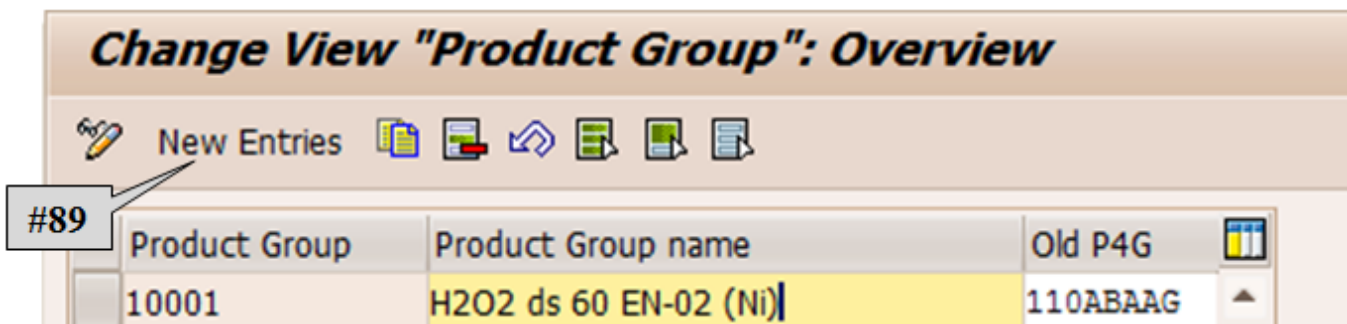 Change View "Product Group": Overview
New Entries
#89
Product Group Product Group name Old P4G
10001 H2O2 ds 60 EN-02 (Ni) 110ABAAG